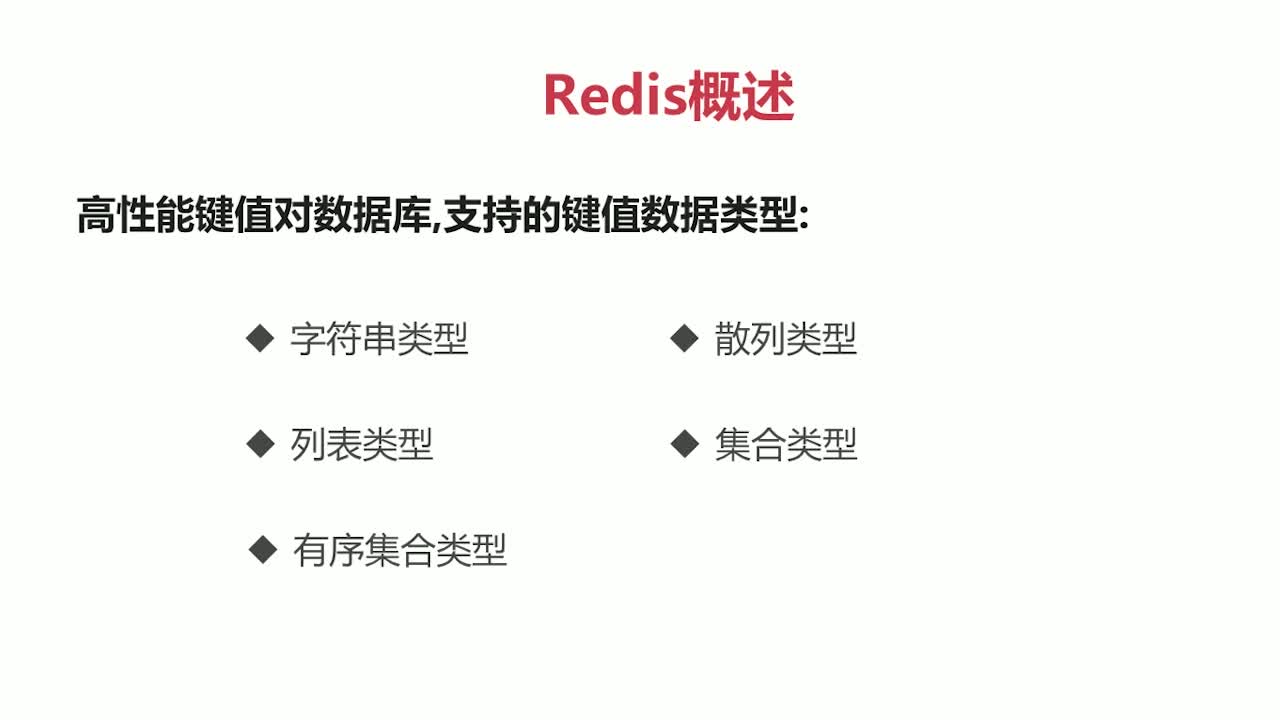 Redis概述
高性能键值对数据库,支持的键值数据类型:
◆ 字符串类型
◆ 散列类型
◆ 列表类型
◆ 集合类型
◆ 有序集合类型